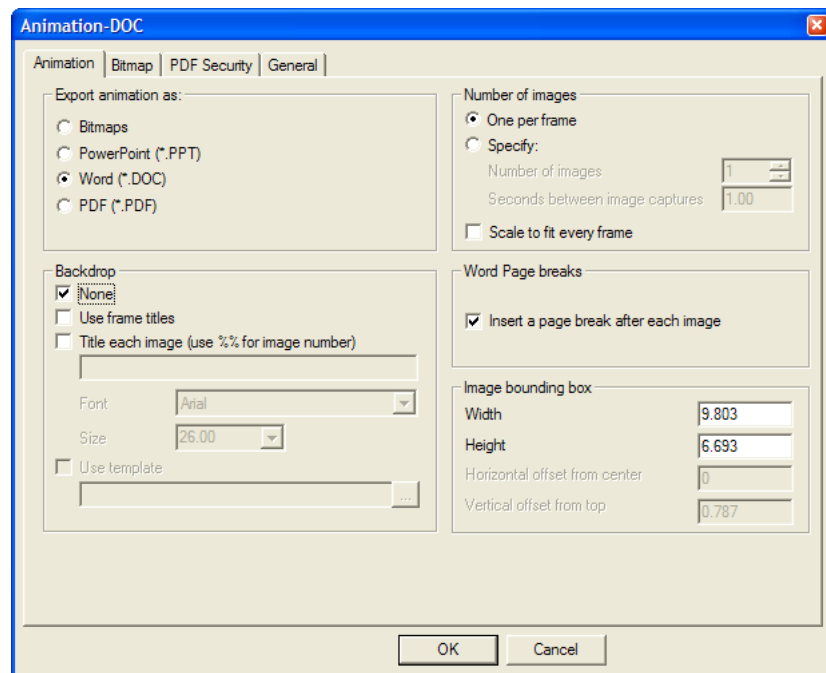 Animation-DOC
Animation Bitmap PDF Security General
Export animation as:
Bitmaps
PowerPoint (*.PPT)
Word (*.DOC)
PDF (*.PDF)
Number of images
One per frame
Specify:
Number of images 1
Seconds between image captures 1.00
Scale to fit every frame
Backdrop
None
Use frame titles
Title each image (use %% for image number)
Font Arial
Size 26.00
Use template
...
Word Page breaks
Insert a page break after each image
Image bounding box
Width 9.803
Height 6.693
Horizontal offset from center 0
Vertical offset from top 0.787
OK Cancel